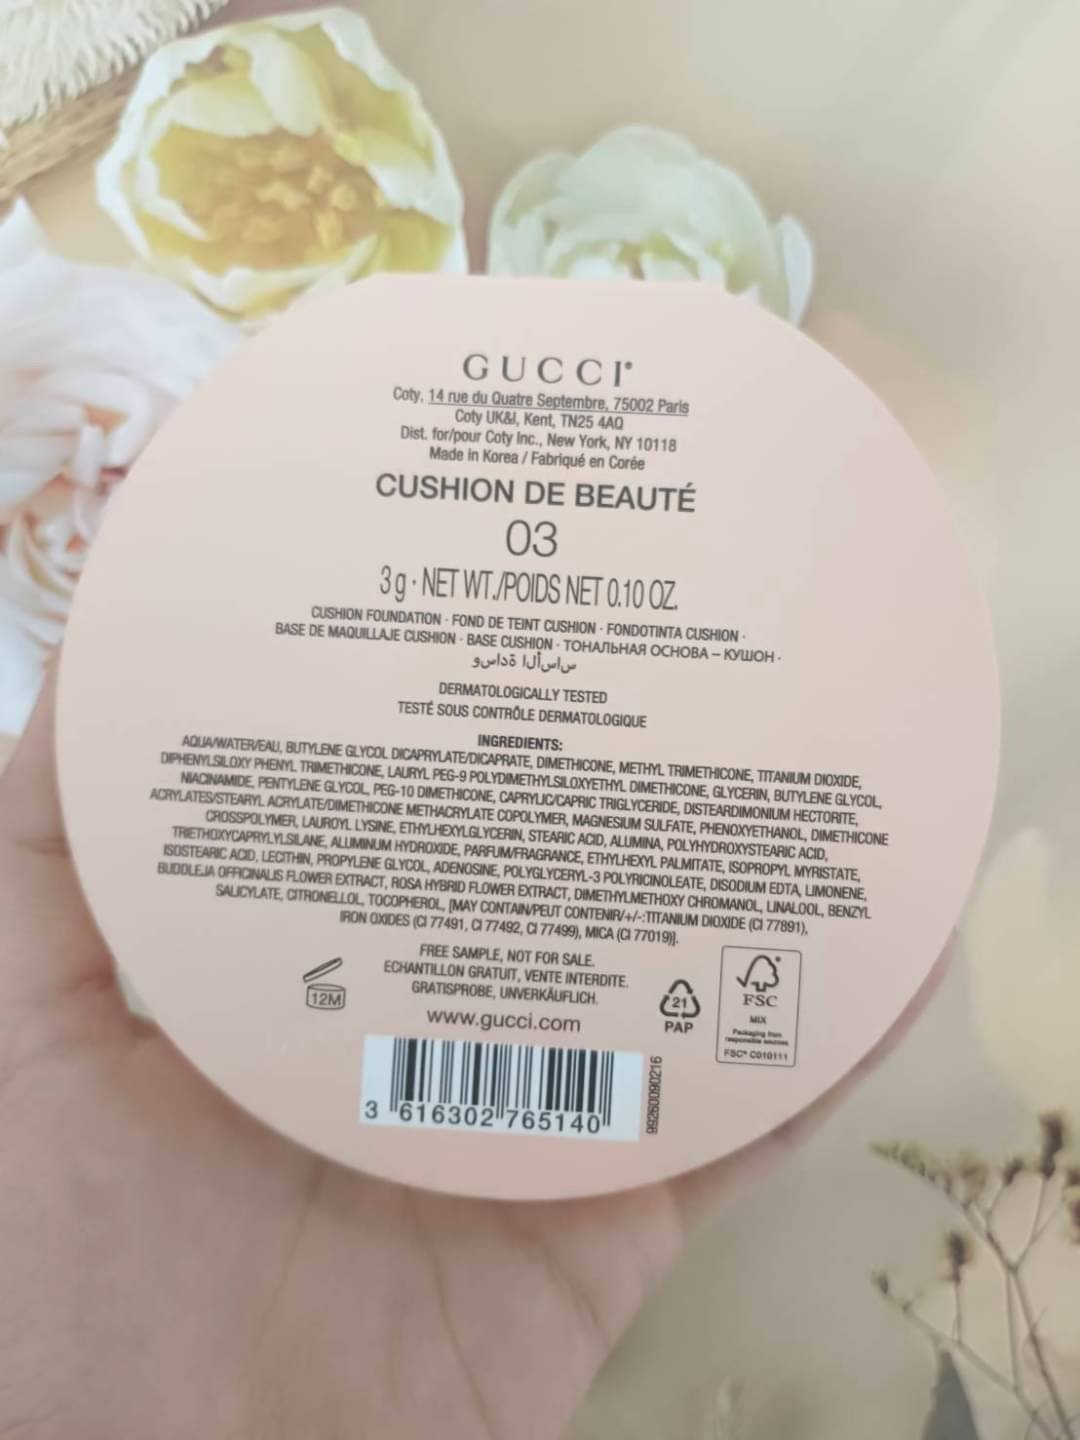 GUCCI®
Coty, 14 rue du Quatre Septembre, 75002 Paris
Coty UK&I, Kent, TN25 4AQ
Dist. for/pour Coty Inc., New York, NY 10118
Made in Korea / Fabriqué en Corée
CUSHION DE BEAUTÉ
03
3 g · NET WT./POIDS NET 0.10 OZ.
CUSHION FOUNDATION · FOND DE TEINT CUSHION · FONDOTINTA CUSHION ·
BASE DE MAQUILLAJE CUSHION · BASE CUSHION · ТОНАЛЬНАЯ ОСНОВА – КУШОН ·
وسادة الأساس
DERMATOLOGICALLY TESTED
TESTÉ SOUS CONTRÔLE DERMATOLOGIQUE
INGREDIENTS:
AQUA/WATER/EAU, BUTYLENE GLYCOL DICAPRYLATE/DICAPRATE, DIMETHICONE, METHYL TRIMETHICONE, TITANIUM DIOXIDE,
DIPHENYLSILOXY PHENYL TRIMETHICONE, LAURYL PEG-9 POLYDIMETHYLSILOXYETHYL DIMETHICONE, GLYCERIN, BUTYLENE GLYCOL,
NIACINAMIDE, PENTYLENE GLYCOL, PEG-10 DIMETHICONE, CAPRYLIC/CAPRIC TRIGLYCERIDE, DISTEARDIMONIUM HECTORITE,
ACRYLATES/STEARYL ACRYLATE/DIMETHICONE METHACRYLATE COPOLYMER, MAGNESIUM SULFATE, PHENOXYETHANOL, DIMETHICONE
CROSSPOLYMER, LAUROYL LYSINE, ETHYLHEXYLGLYCERIN, STEARIC ACID, ALUMINA, POLYHYDROXYSTEARIC ACID,
TRIETHOXYCAPRYLYLSILANE, ALUMINUM HYDROXIDE, PARFUM/FRAGRANCE, ETHYLHEXYL PALMITATE, ISOPROPYL MYRISTATE,
ISOSTEARIC ACID, LECITHIN, PROPYLENE GLYCOL, ADENOSINE, POLYGLYCERYL-3 POLYRICINOLEATE, DISODIUM EDTA, LIMONENE,
BUDDLEJA OFFICINALIS FLOWER EXTRACT, ROSA HYBRID FLOWER EXTRACT, DIMETHYLMETHOXY CHROMANOL, LINALOOL, BENZYL
SALICYLATE, CITRONELLOL, TOCOPHEROL, [MAY CONTAIN/PEUT CONTENIR/+/-:TITANIUM DIOXIDE (CI 77891),
IRON OXIDES (CI 77491, CI 77492, CI 77499), MICA (CI 77019)].
FREE SAMPLE, NOT FOR SALE.
ECHANTILLON GRATUIT, VENTE INTERDITE.
GRATISPROBE, UNVERKÄUFLICH.
www.gucci.com
12M
21
PAP
FSC
MIX
Packaging from
responsible sources
FSC® C010111
3 616302 765140
99260090216